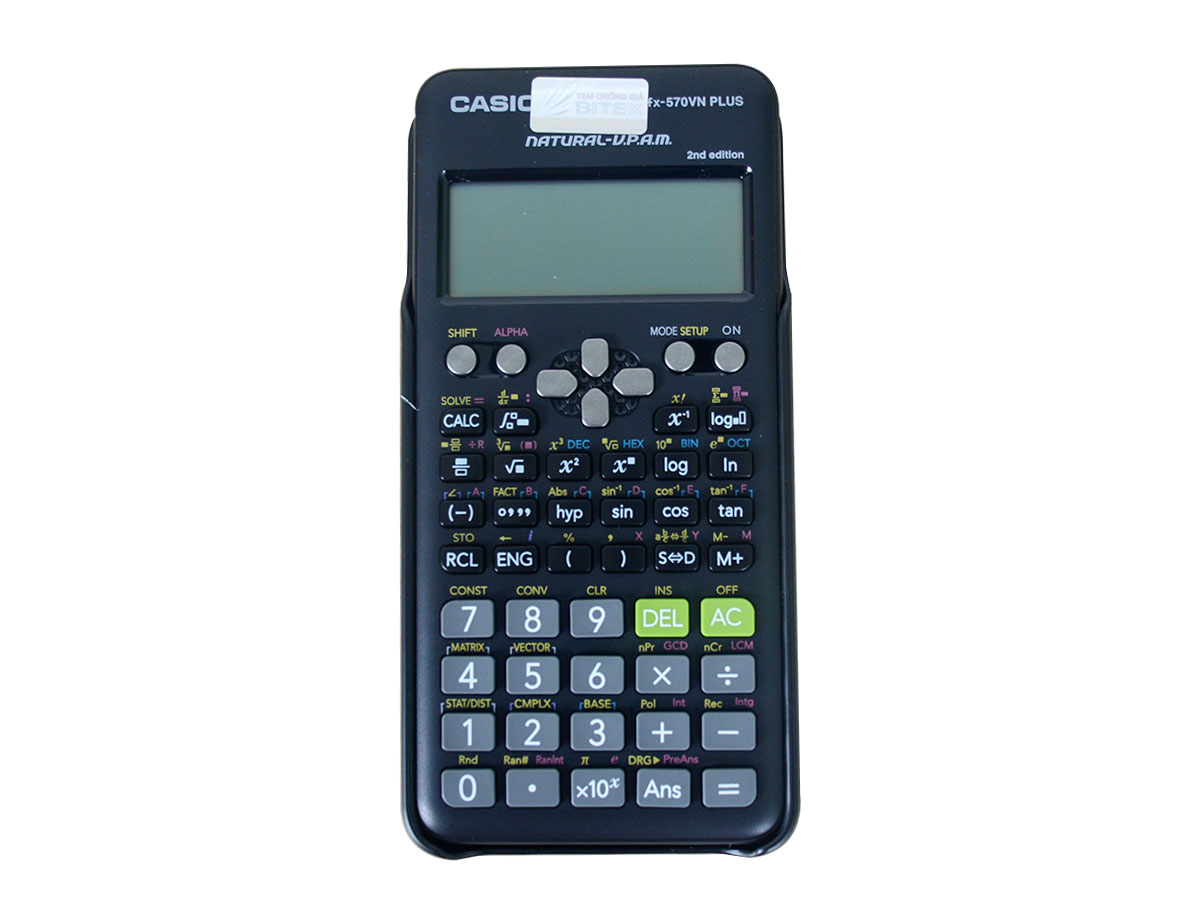 CASIO fx-570VN PLUS
TEM CHỐNG GIẢ
BITEX
NATURAL-V.P.A.M.
2nd edition
SHIFT ALPHA MODE SETUP ON
SOLVE = d/dx ■ : x! Σ■ Π■
CALC ∫■ x⁻¹ log■□
■■/□ ÷R ³√■ (■) x³ DEC ■√□ HEX 10■ BIN e■ OCT
■/□ √■ x² x■ log ln
∠ A FACT B Abs C sin⁻¹ D cos⁻¹ E tan⁻¹ F
(−) °,,, hyp sin cos tan
STO ← i % , X a b/c⇔d/c Y M− M
RCL ENG ( ) S⇔D M+
CONST CONV CLR INS OFF
7 8 9 DEL AC
MATRIX VECTOR nPr GCD nCr LCM
4 5 6 × ÷
STAT/DIST CMPLX BASE Pol Int Rec Intg
1 2 3 + −
Rnd Ran# RanInt π e DRG▶ PreAns
0 • ×10ˣ Ans =